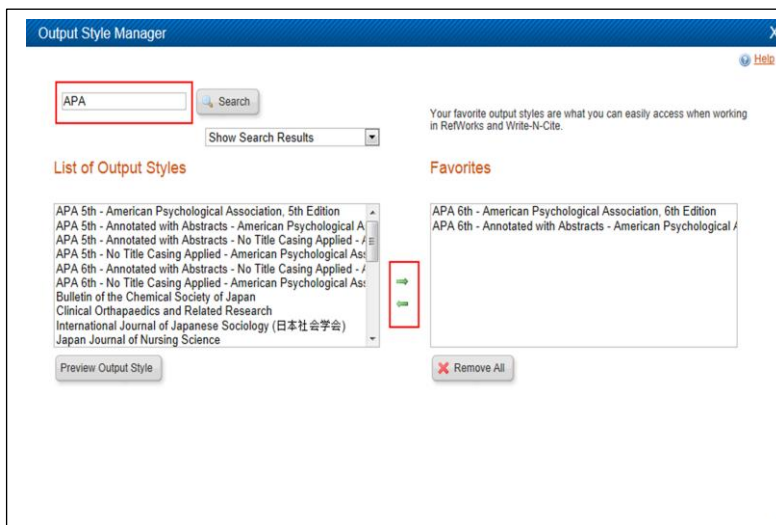 Output Style Manager X
Help
APA Search
Your favorite output styles are what you can easily access when working
in RefWorks and Write-N-Cite.
Show Search Results
List of Output Styles
APA 5th - American Psychological Association, 5th Edition
APA 5th - Annotated with Abstracts - American Psychological A
APA 5th - Annotated with Abstracts - No Title Casing Applied - A
APA 5th - No Title Casing Applied - American Psychological Ass
APA 6th - Annotated with Abstracts - No Title Casing Applied - A
APA 6th - No Title Casing Applied - American Psychological Ass
Bulletin of the Chemical Society of Japan
Clinical Orthapaedics and Related Research
International Journal of Japanese Sociology (日本社会学会)
Japan Journal of Nursing Science
Preview Output Style
Favorites
APA 6th - American Psychological Association, 6th Edition
APA 6th - Annotated with Abstracts - American Psychological A
Remove All